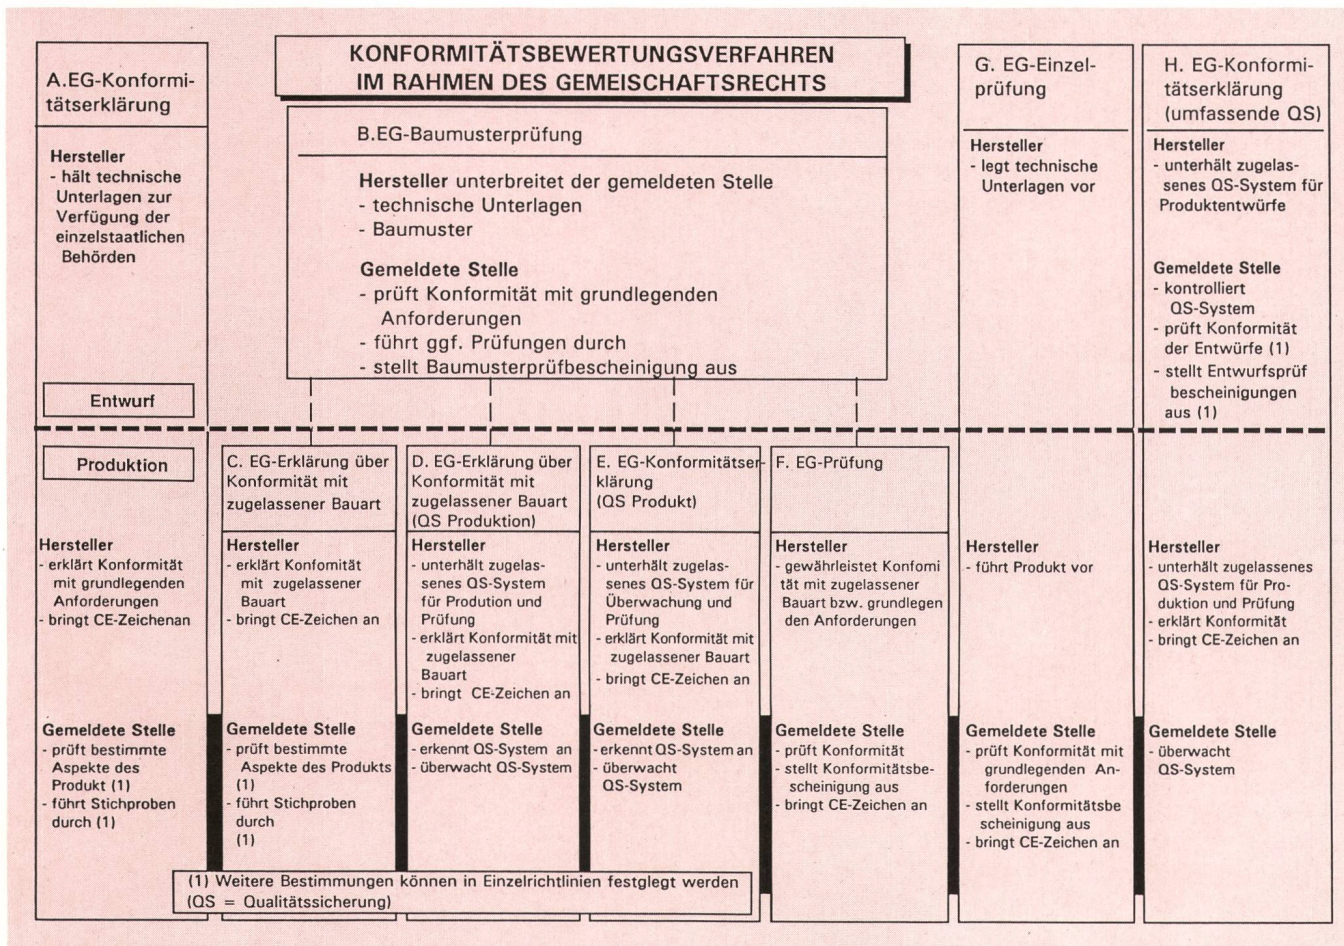 KONFORMITÄTSBEWERTUNGSVERFAHREN
IM RAHMEN DES GEMEISCHAFTSRECHTS
A.EG-Konformi-
tätserklärung
Hersteller
- hält technische
Unterlagen zur
Verfügung der
einzelstaatlichen
Behörden
Entwurf
B.EG-Baumusterprüfung
Hersteller unterbreitet der gemeldeten Stelle
- technische Unterlagen
- Baumuster
Gemeldete Stelle
- prüft Konformität mit grundlegenden
Anforderungen
- führt ggf. Prüfungen durch
- stellt Baumusterprüfbescheinigung aus
G. EG-Einzel-
prüfung
Hersteller
- legt technische
Unterlagen vor
H. EG-Konformi-
tätserklärung
(umfassende QS)
Hersteller
- unterhält zugelas-
senes QS-System für
Produktentwürfe
Gemeldete Stelle
- kontrolliert
QS-System
- prüft Konformität
der Entwürfe (1)
- stellt Entwurfsprüf
bescheinigungen
aus (1)
Produktion
Hersteller
- erklärt Konformität
mit grundlegenden
Anforderungen
- bringt CE-Zeichenan
Gemeldete Stelle
- prüft bestimmte
Aspekte des
Produkt (1)
- führt Stichproben
durch (1)
C. EG-Erklärung über
Konformität mit
zugelassener Bauart
Hersteller
- erklärt Konfomität
mit zugelassener
Bauart
- bringt CE-Zeichen an
Gemeldete Stelle
- prüft bestimmte
Aspekte des Produkts
(1)
- führt Stichproben
durch
(1)
D. EG-Erklärung über
Konformität mit
zugelassener Bauart
(QS Produktion)
Hersteller
- unterhält zugelas-
senes QS-System
für Prodution und
Prüfung
- erklärt Konformität mit
zugelassener
Bauart
- bringt CE-Zeichen an
Gemeldete Stelle
- erkennt QS-System an
- überwacht QS-System
E. EG-Konformitätser-
klärung
(QS Produkt)
Hersteller
- unterhält zugelas-
senes QS-System für
Überwachung und
Prüfung
- erklärt Konformität mit
zugelassener Bauart
- bringt CE-Zeichen an
Gemeldete Stelle
- erkennt QS-System an
- überwacht
QS-System
F. EG-Prüfung
Hersteller
- gewährleistet Konfomi
tät mit zugelassener
Bauart bzw. grundlegen
den Anforderungen
Gemeldete Stelle
- prüft Konformität
- stellt Konformitätsbe-
scheinigung aus
- bringt CE-Zeichen an
Hersteller
- führt Produkt vor
Gemeldete Stelle
- prüft Konformität mit
grundlegenden An-
forderungen
- stellt Konformitätsbe
scheinigung aus
- bringt CE-Zeichen an
Hersteller
- unterhält zugelassenes
QS-System für Pro-
duktion und Prüfung
- erklärt Konformität
- bringt CE-Zeichen an
Gemeldete Stelle
- überwacht
QS-System
(1) Weitere Bestimmungen können in Einzelrichtlinien festglegt werden
(QS = Qualitätssicherung)